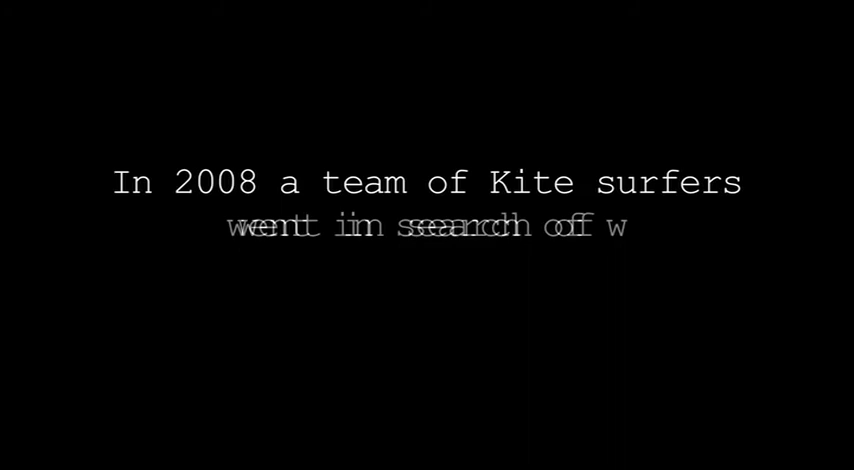 In 2008 a team of Kite surfers
went in search of w